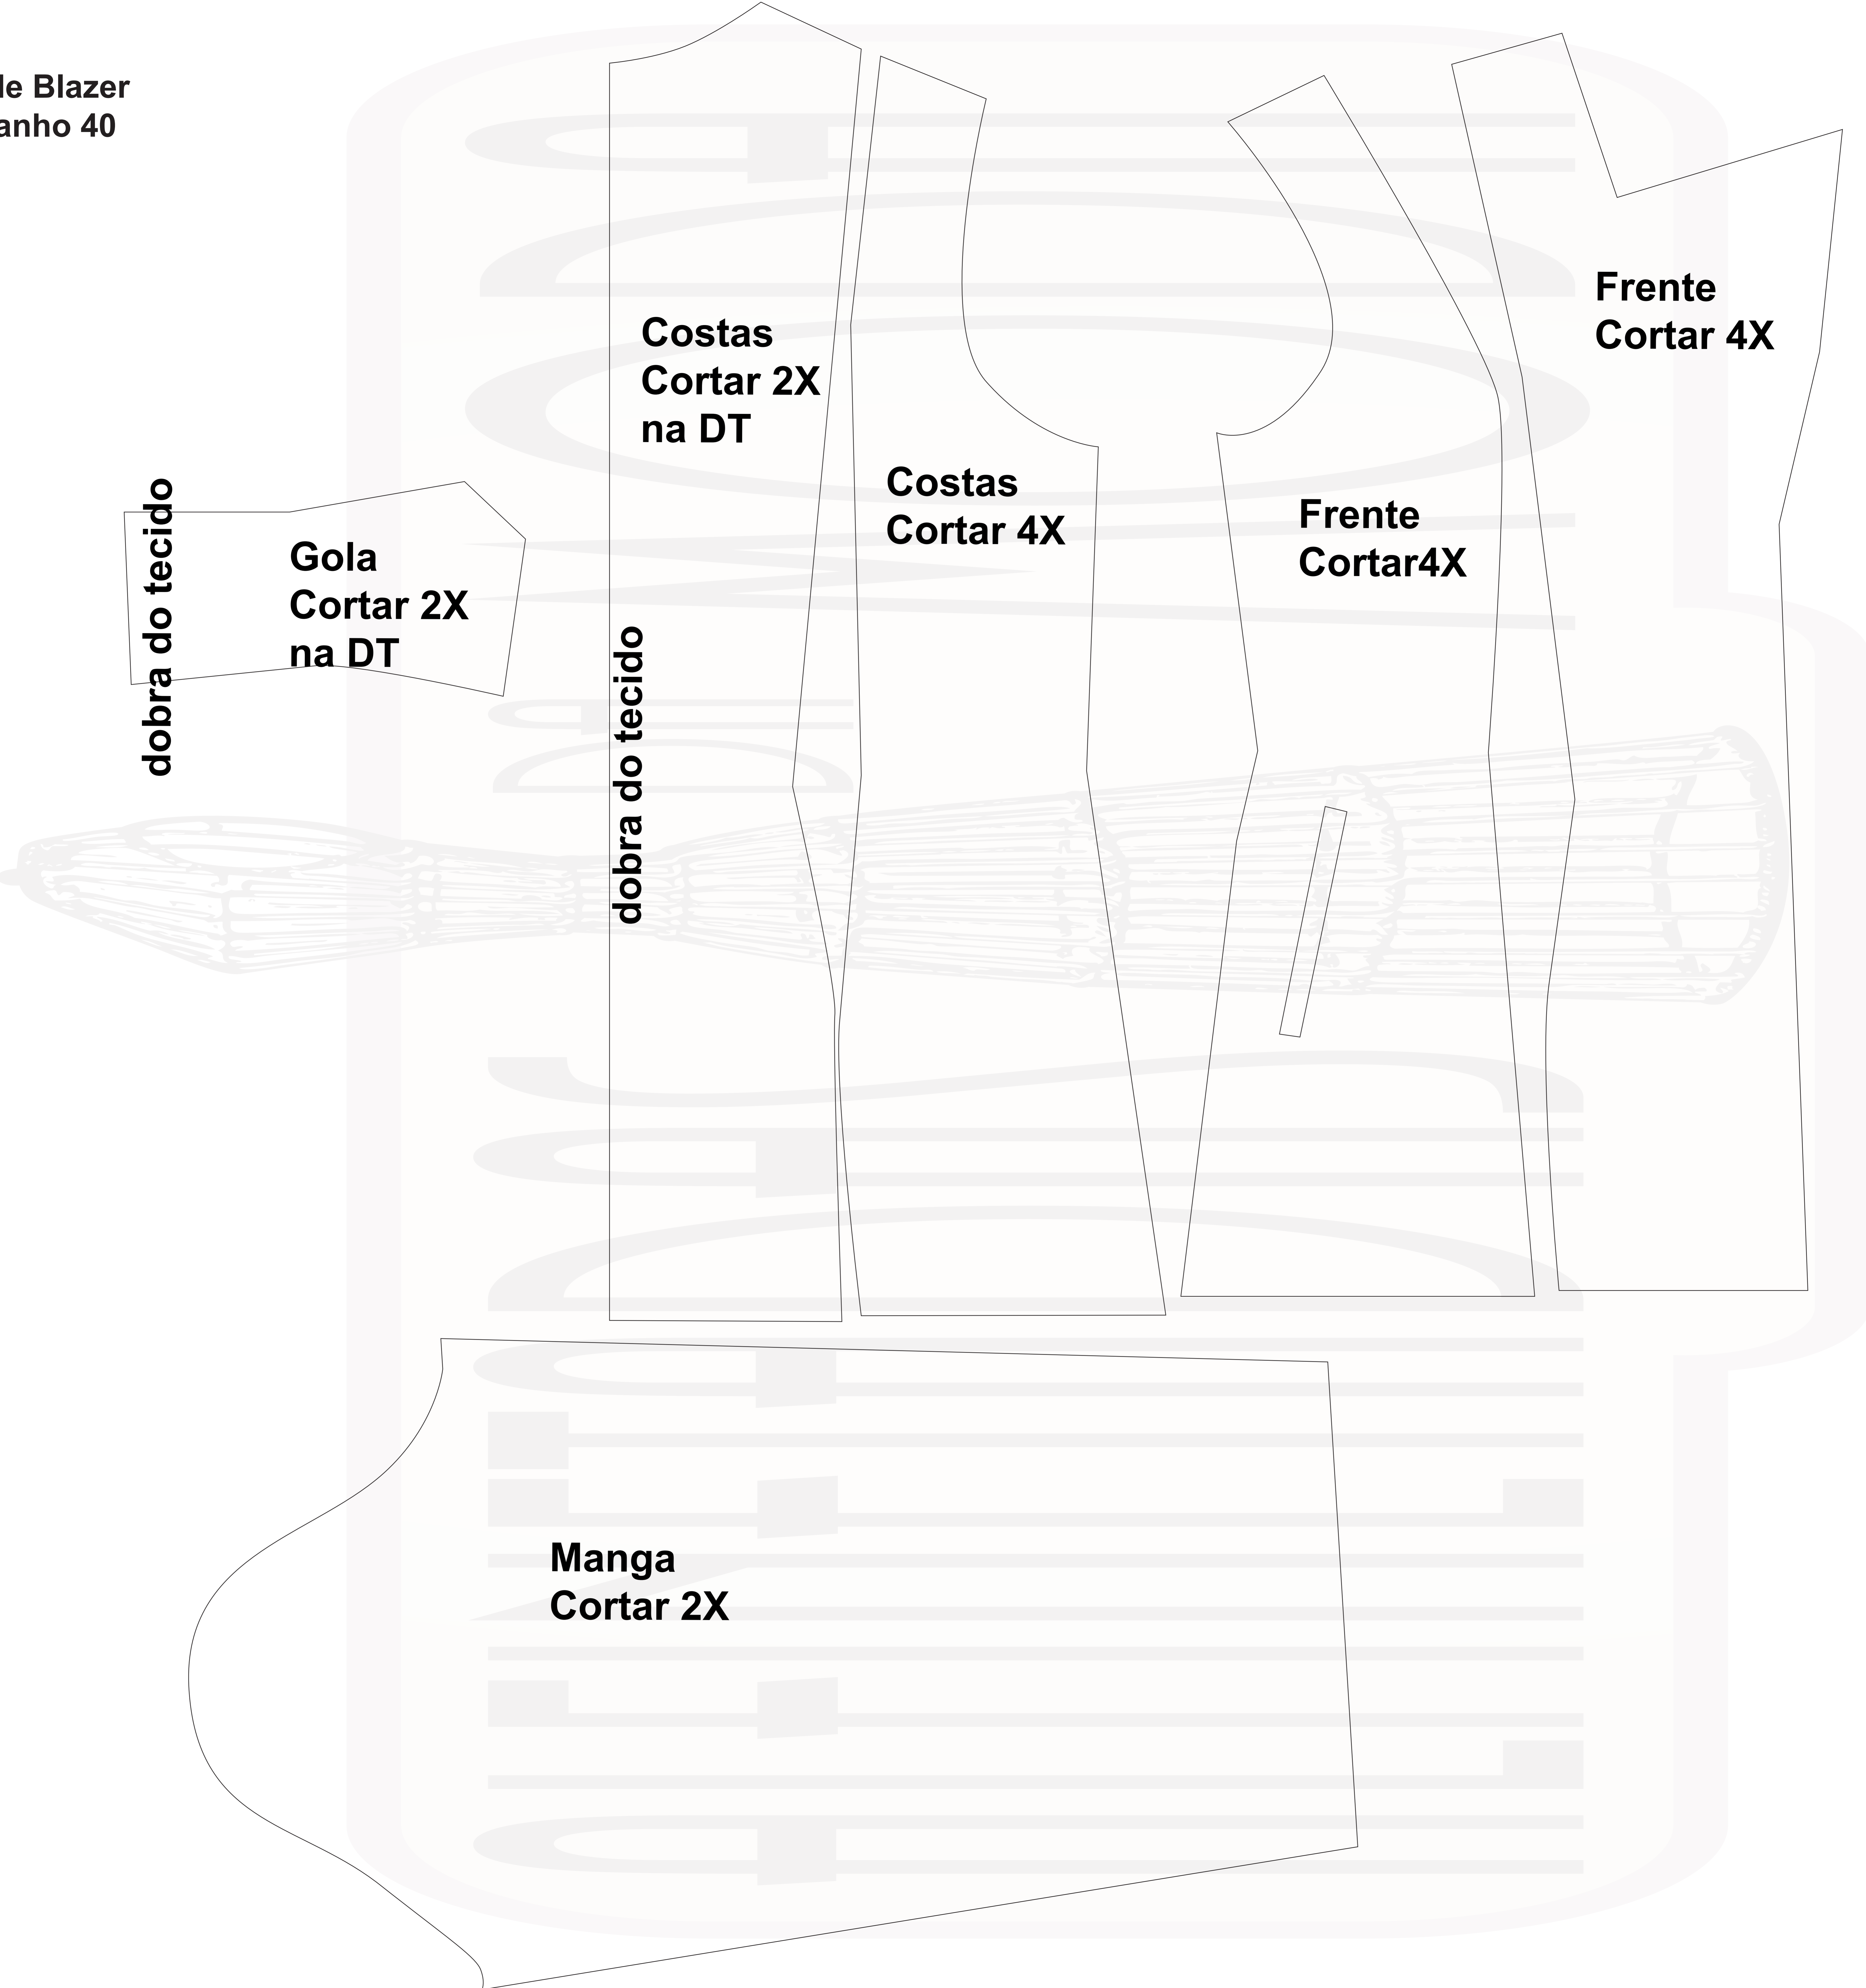 le Blazer
anho 40
Costas
Cortar 2X
na DT
Frente
Cortar 4X
Costas
Cortar 4X
Frente
Cortar4X
dobra do tecido
Gola
Cortar 2X
na DT
dobra do tecido
Manga
Cortar 2X